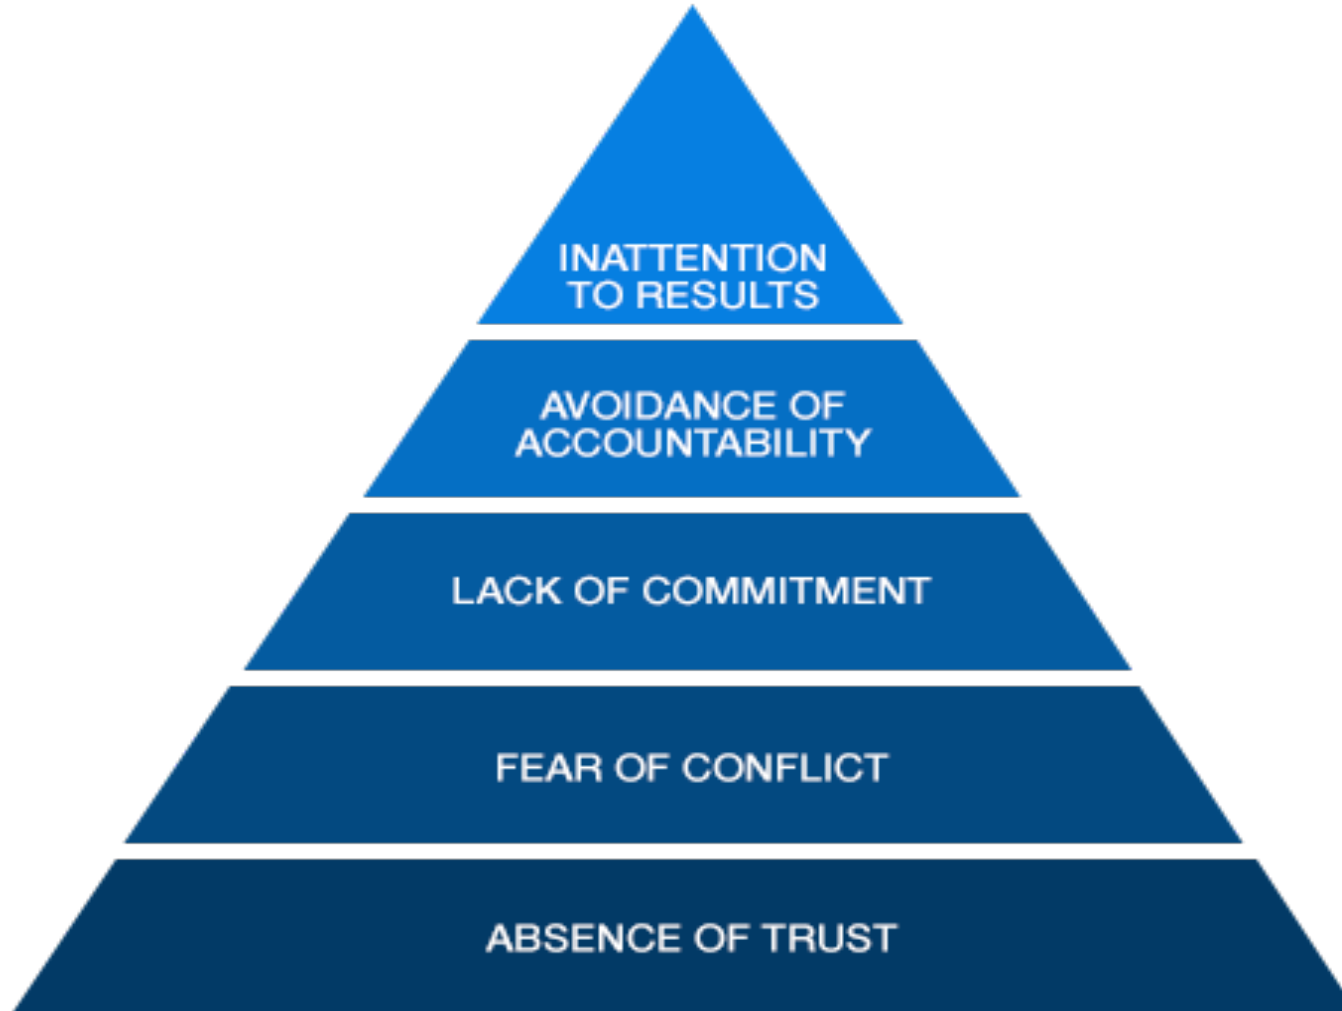 INATTENTION
TO RESULTS
AVOIDANCE OF
ACCOUNTABILITY
LACK OF COMMITMENT
FEAR OF CONFLICT
ABSENCE OF TRUST